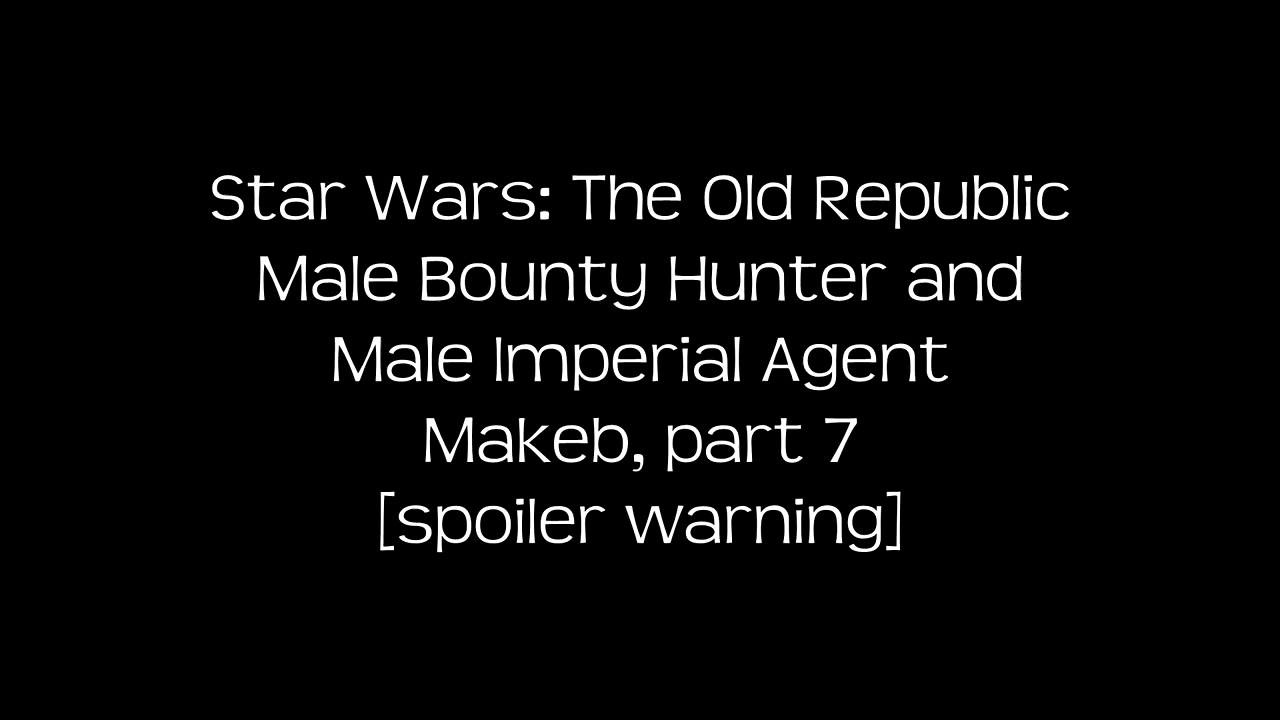 Star Wars: The Old Republic
Male Bounty Hunter and
Male Imperial Agent
Makeb, part 7
[spoiler warning]